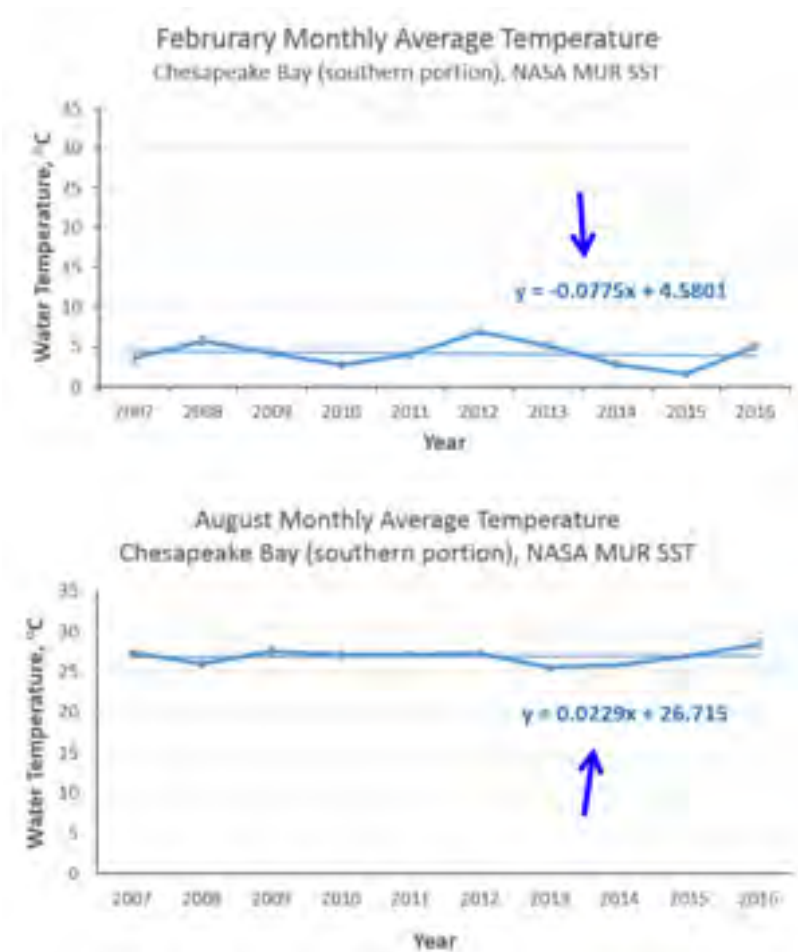 Februrary Monthly Average Temperature
Chesapeake Bay (southern portion), NASA MUR SST
Water Temperature, °C
35
30
25
20
15
10
5
0
y = -0.0775x + 4.5801
2007 2008 2009 2010 2011 2012 2013 2014 2015 2016
Year
August Monthly Average Temperature
Chesapeake Bay (southern portion), NASA MUR SST
Water Temperature, °C
35
30
25
20
15
10
5
0
y = 0.0229x + 26.715
2007 2008 2009 2010 2011 2012 2013 2014 2015 2016
Year